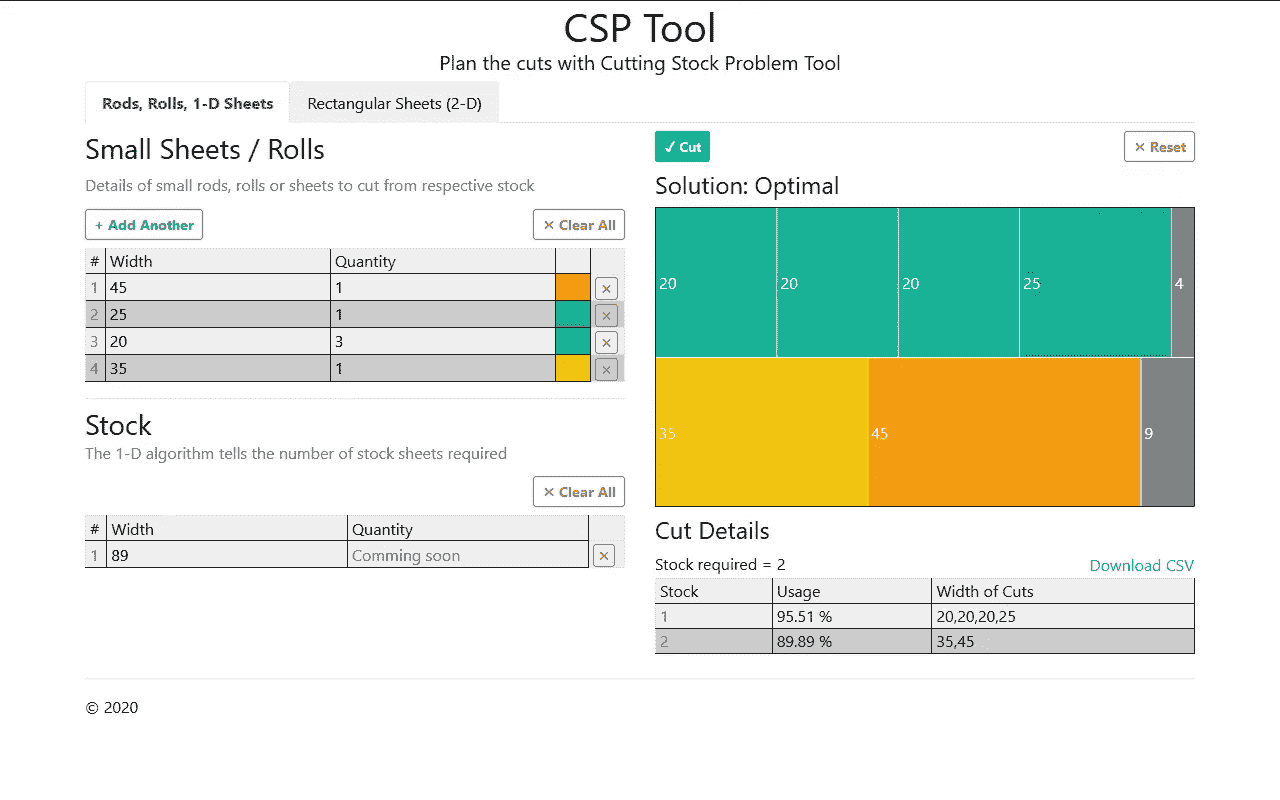 CSP Tool
Plan the cuts with Cutting Stock Problem Tool
Rods, Rolls, 1-D Sheets
Rectangular Sheets (2-D)
Small Sheets / Rolls
Details of small rods, rolls or sheets to cut from respective stock
+ Add Another
× Clear All
# Width Quantity
1 45 1 ×
2 25 1 ×
3 20 3 ×
4 35 1 ×
Stock
The 1-D algorithm tells the number of stock sheets required
× Clear All
# Width Quantity
1 89 Comming soon ×
✓ Cut
× Reset
Solution: Optimal
20 20 20 25 4
35 45 9
Cut Details
Stock required = 2
Download CSV
Stock Usage Width of Cuts
1 95.51 % 20,20,20,25
2 89.89 % 35,45
© 2020